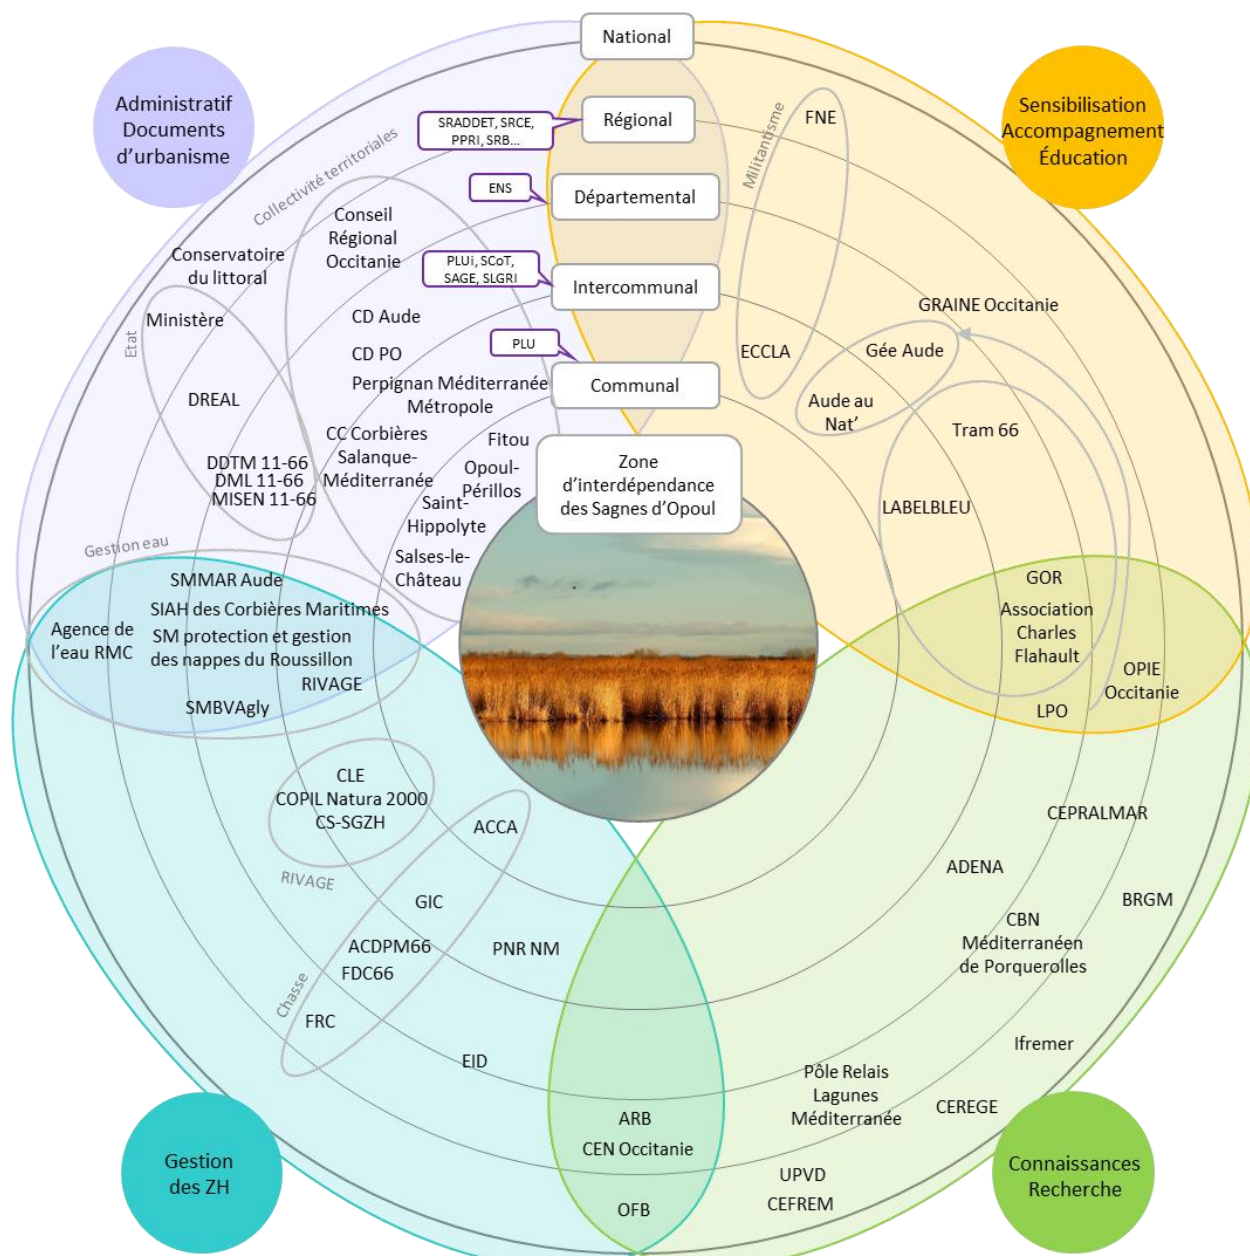 National
Administratif
Documents
d’urbanisme
Sensibilisation
Accompagnement
Éducation
Collectivité territoriales
SRADDET, SRCE,
PPRI, SRB...
Régional
Militantisme
FNE
ENS
Départemental
Conseil
Régional
Occitanie
Conservatoire
du littoral
PLUi, SCoT,
SAGE, SLGRI
Intercommunal
GRAINE Occitanie
Etat
Ministère
CD Aude
CD PO
PLU
ECCLA
Gée Aude
Communal
Perpignan Méditerranée
Métropole
DREAL
Aude au
Nat’
Tram 66
CC Corbières
Salanque-
Méditerranée
Fitou
Opoul-
Périllos
Saint-
Hippolyte
Salses-le-
Château
Zone
d’interdépendance
des Sagnes d’Opoul
DDTM 11-66
DML 11-66
MISEN 11-66
LABELBLEU
Gestion eau
SMMAR Aude
SIAH des Corbières Maritimes
Agence de
l’eau RMC
SM protection et gestion
des nappes du Roussillon
RIVAGE
SMBVAgly
GOR
Association
Charles
Flahault
OPIE
Occitanie
LPO
CLE
COPIL Natura 2000
CS-SGZH
RIVAGE
ACCA
GIC
ACDPM66
FDC66
Chasse
FRC
PNR NM
EID
CEPRALMAR
ADENA
BRGM
CBN
Méditerranéen
de Porquerolles
Ifremer
Pôle Relais
Lagunes
Méditerranée
CEREGE
ARB
CEN Occitanie
OFB
UPVD
CEFREM
Gestion
des ZH
Connaissances
Recherche